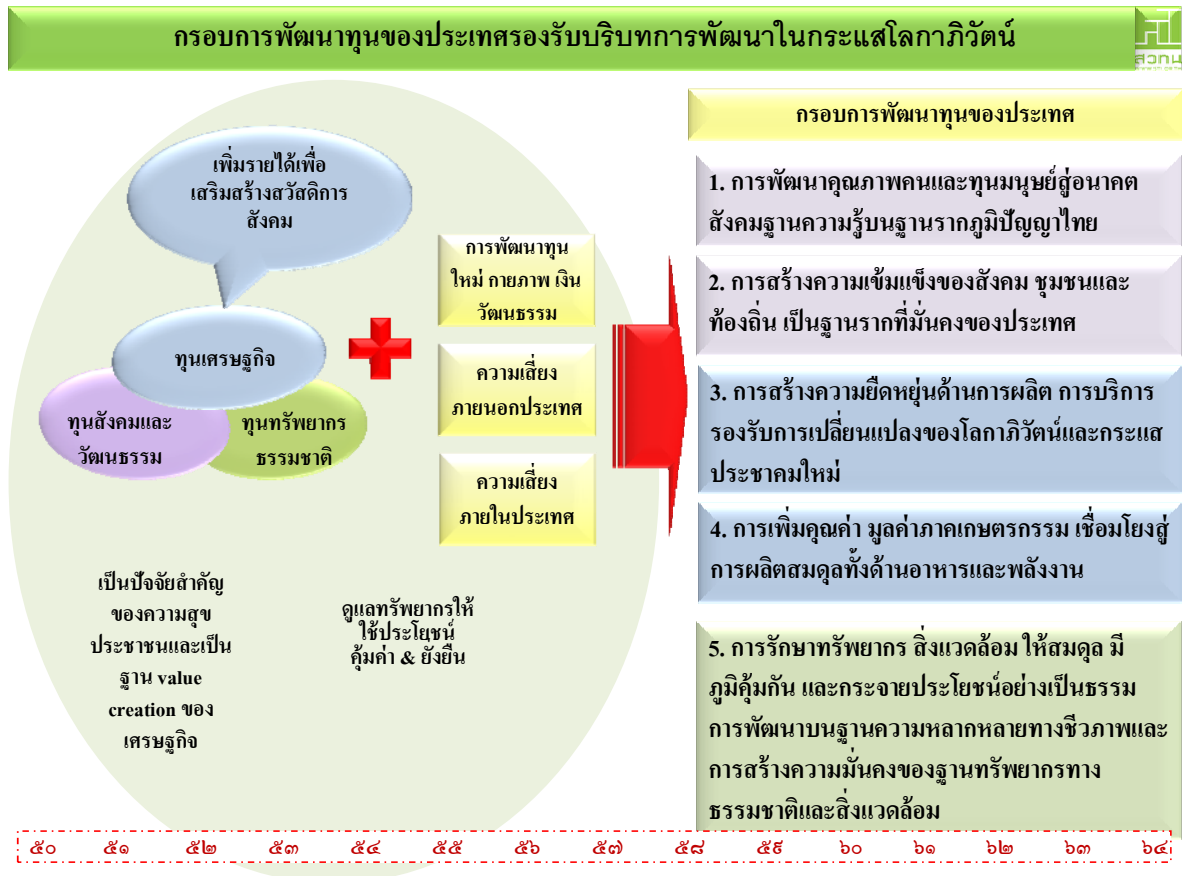 กรอบการพัฒนาทุนของประเทศรองรับบริบทการพัฒนาในกระแสโลกาภิวัตน์
สวทน
เพิ่มรายได้เพื่อ
เสริมสร้างสวัสดิการ
สังคม
ทุนเศรษฐกิจ
ทุนสังคมและ
วัฒนธรรม
ทุนทรัพยากร
ธรรมชาติ
การพัฒนาทุน
ใหม่ กายภาพ เงิน
วัฒนธรรม
ความเสี่ยง
ภายนอกประเทศ
ความเสี่ยง
ภายในประเทศ
เป็นปัจจัยสำคัญ
ของความสุข
ประชาชนและเป็น
ฐาน value
creation ของ
เศรษฐกิจ
ดูแลทรัพยากรให้
ใช้ประโยชน์
คุ้มค่า & ยั่งยืน
กรอบการพัฒนาทุนของประเทศ
1. การพัฒนาคุณภาพคนและทุนมนุษย์สู่อนาคต
สังคมฐานความรู้บนฐานรากภูมิปัญญาไทย
2. การสร้างความเข้มแข็งของสังคม ชุมชนและ
ท้องถิ่น เป็นฐานรากที่มั่นคงของประเทศ
3. การสร้างความยืดหยุ่นด้านการผลิต การบริการ
รองรับการเปลี่ยนแปลงของโลกาภิวัตน์และกระแส
ประชาคมใหม่
4. การเพิ่มคุณค่า มูลค่าภาคเกษตรกรรม เชื่อมโยงสู่
การผลิตสมดุลทั้งด้านอาหารและพลังงาน
5. การรักษาทรัพยากร สิ่งแวดล้อม ให้สมดุล มี
ภูมิคุ้มกัน และกระจายประโยชน์อย่างเป็นธรรม
การพัฒนาบนฐานความหลากหลายทางชีวภาพและ
การสร้างความมั่นคงของฐานทรัพยากรทาง
ธรรมชาติและสิ่งแวดล้อม
๕๐ ๕๑ ๕๒ ๕๓ ๕๔ ๕๕ ๕๖ ๕๗ ๕๘ ๕๙ ๖๐ ๖๑ ๖๒ ๖๓ ๖๔